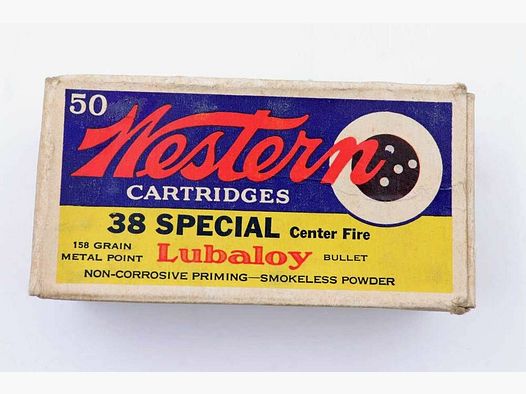 50
Western
CARTRIDGES
38 SPECIAL Center Fire
158 GRAIN
METAL POINT Lubaloy BULLET
NON-CORROSIVE PRIMING—SMOKELESS POWDER